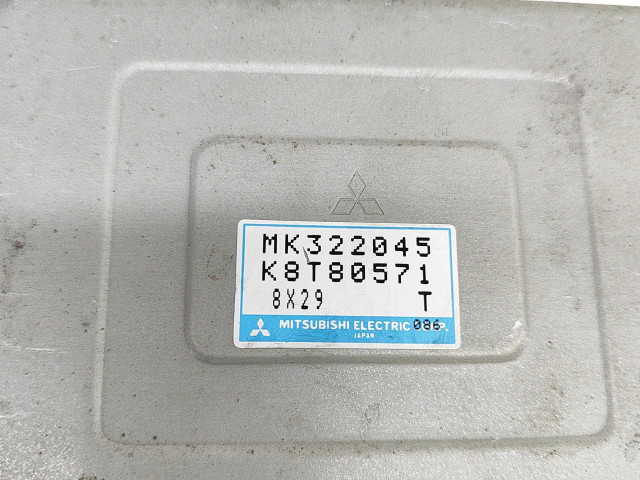 MK322045
K8T80571
8X29 T
MITSUBISHI ELECTRIC 086 P.
JAPAN